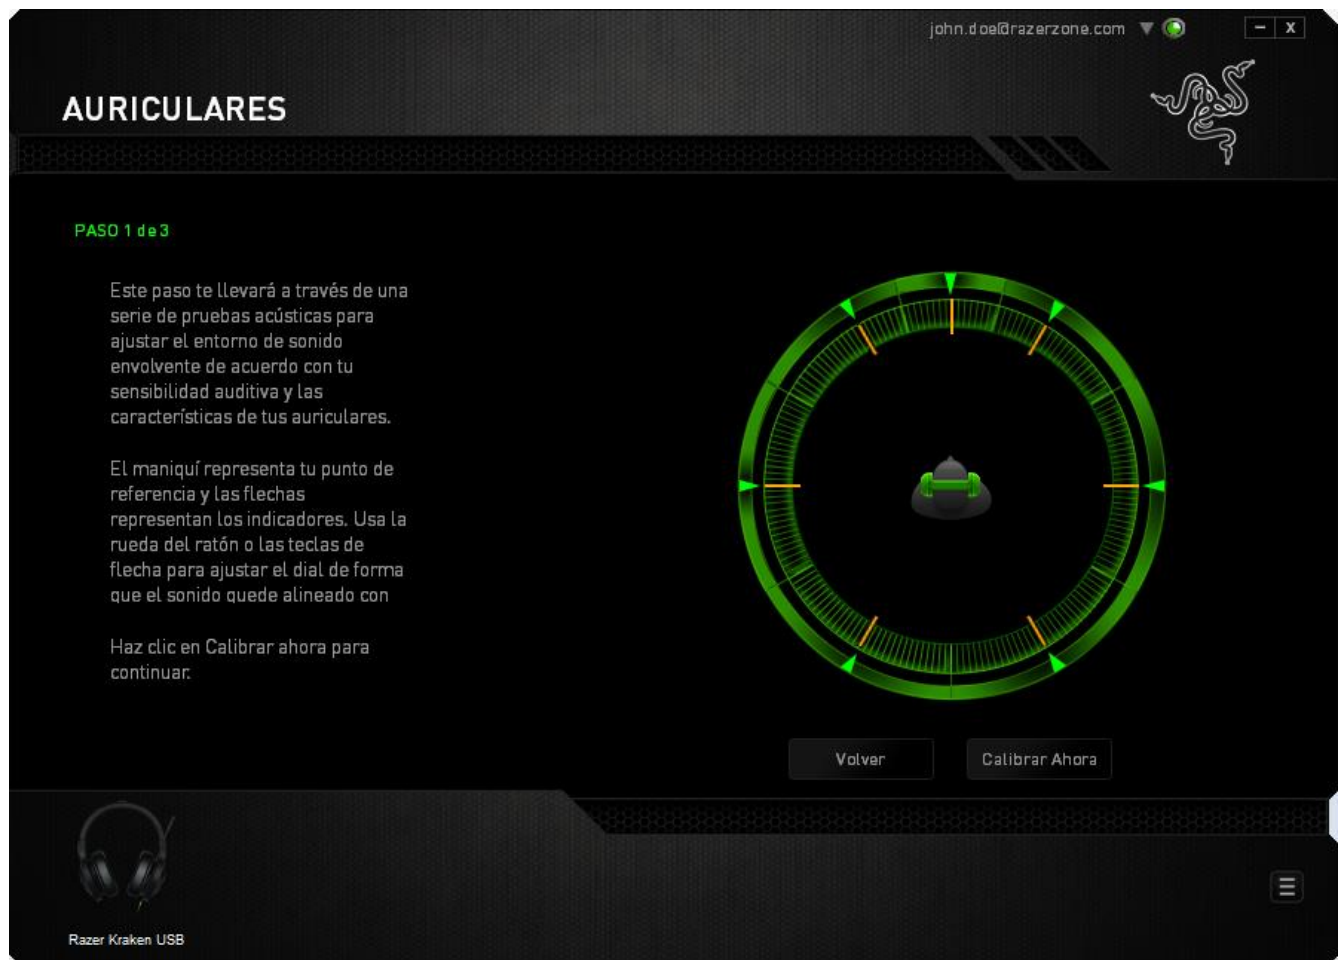 john.doe@razerzone.com
– X
AURICULARES
PASO 1 de 3
Este paso te llevará a través de una
serie de pruebas acústicas para
ajustar el entorno de sonido
envolvente de acuerdo con tu
sensibilidad auditiva y las
características de tus auriculares.
El maniquí representa tu punto de
referencia y las flechas
representan los indicadores. Usa la
rueda del ratón o las teclas de
flecha para ajustar el dial de forma
que el sonido quede alineado con
Haz clic en Calibrar ahora para
continuar.
Volver
Calibrar Ahora
Razer Kraken USB